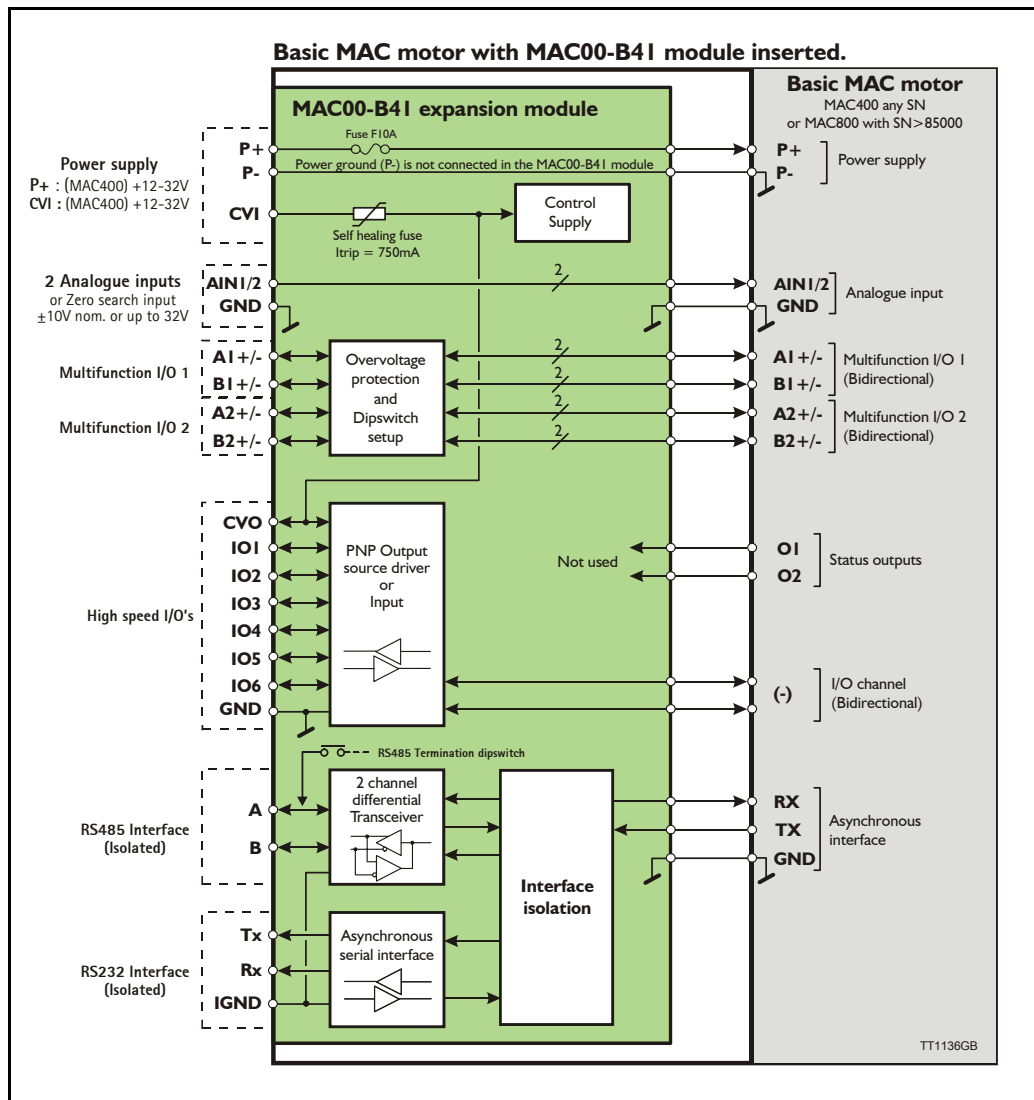 Basic MAC motor with MAC00-B41 module inserted.
MAC00-B41 expansion module
Basic MAC motor
MAC400 any SN
or MAC800 with SN>85000
Power supply
P+ : (MAC400) +12-32V
CVI : (MAC400) +12-32V
P+
P-
CVI
Fuse F10A
Power ground (P-) is not connected in the MAC00-B41 module
Self healing fuse
Itrip = 750mA
Control
Supply
P+
P-
Power supply
2 Analogue inputs
or Zero search input
±10V nom. or up to 32V
AIN1/2
GND
2
AIN1/2
GND
Analogue input
Multifunction I/O 1
Multifunction I/O 2
A1+/-
B1+/-
A2+/-
B2+/-
Overvoltage
protection
and
Dipswitch
setup
2
2
2
2
A1+/-
B1+/-
A2+/-
B2+/-
Multifunction I/O 1
(Bidirectional)
Multifunction I/O 2
(Bidirectional)
High speed I/O's
CVO
IO1
IO2
IO3
IO4
IO5
IO6
GND
PNP Output
source driver
or
Input
Not used
O1
O2
Status outputs
(-)
I/O channel
(Bidirectional)
RS485 Termination dipswitch
RS485 Interface
(Isolated)
A
B
2 channel
differential
Transceiver
Interface
isolation
RX
TX
GND
Asynchronous
interface
RS232 Interface
(Isolated)
Tx
Rx
IGND
Asynchronous
serial interface
TT1136GB